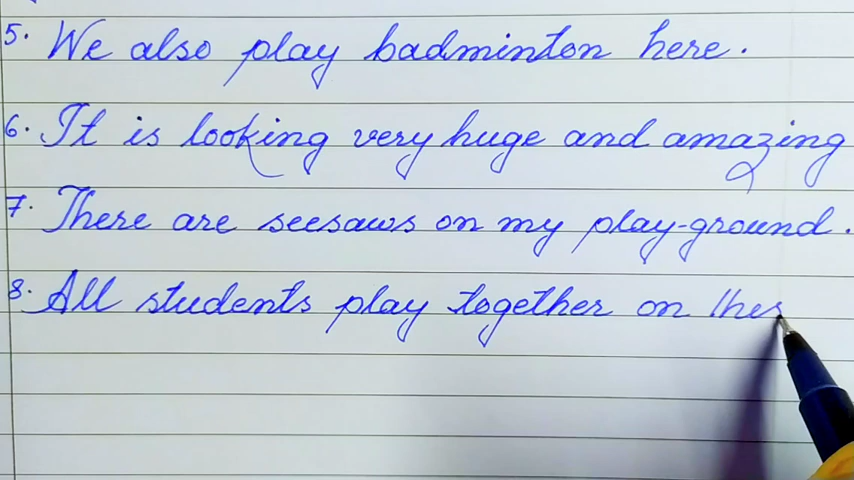 5. We also play badminton here.
6. It is looking very huge and amazing
7. There are seesaws on my play-ground.
8. All students play together on